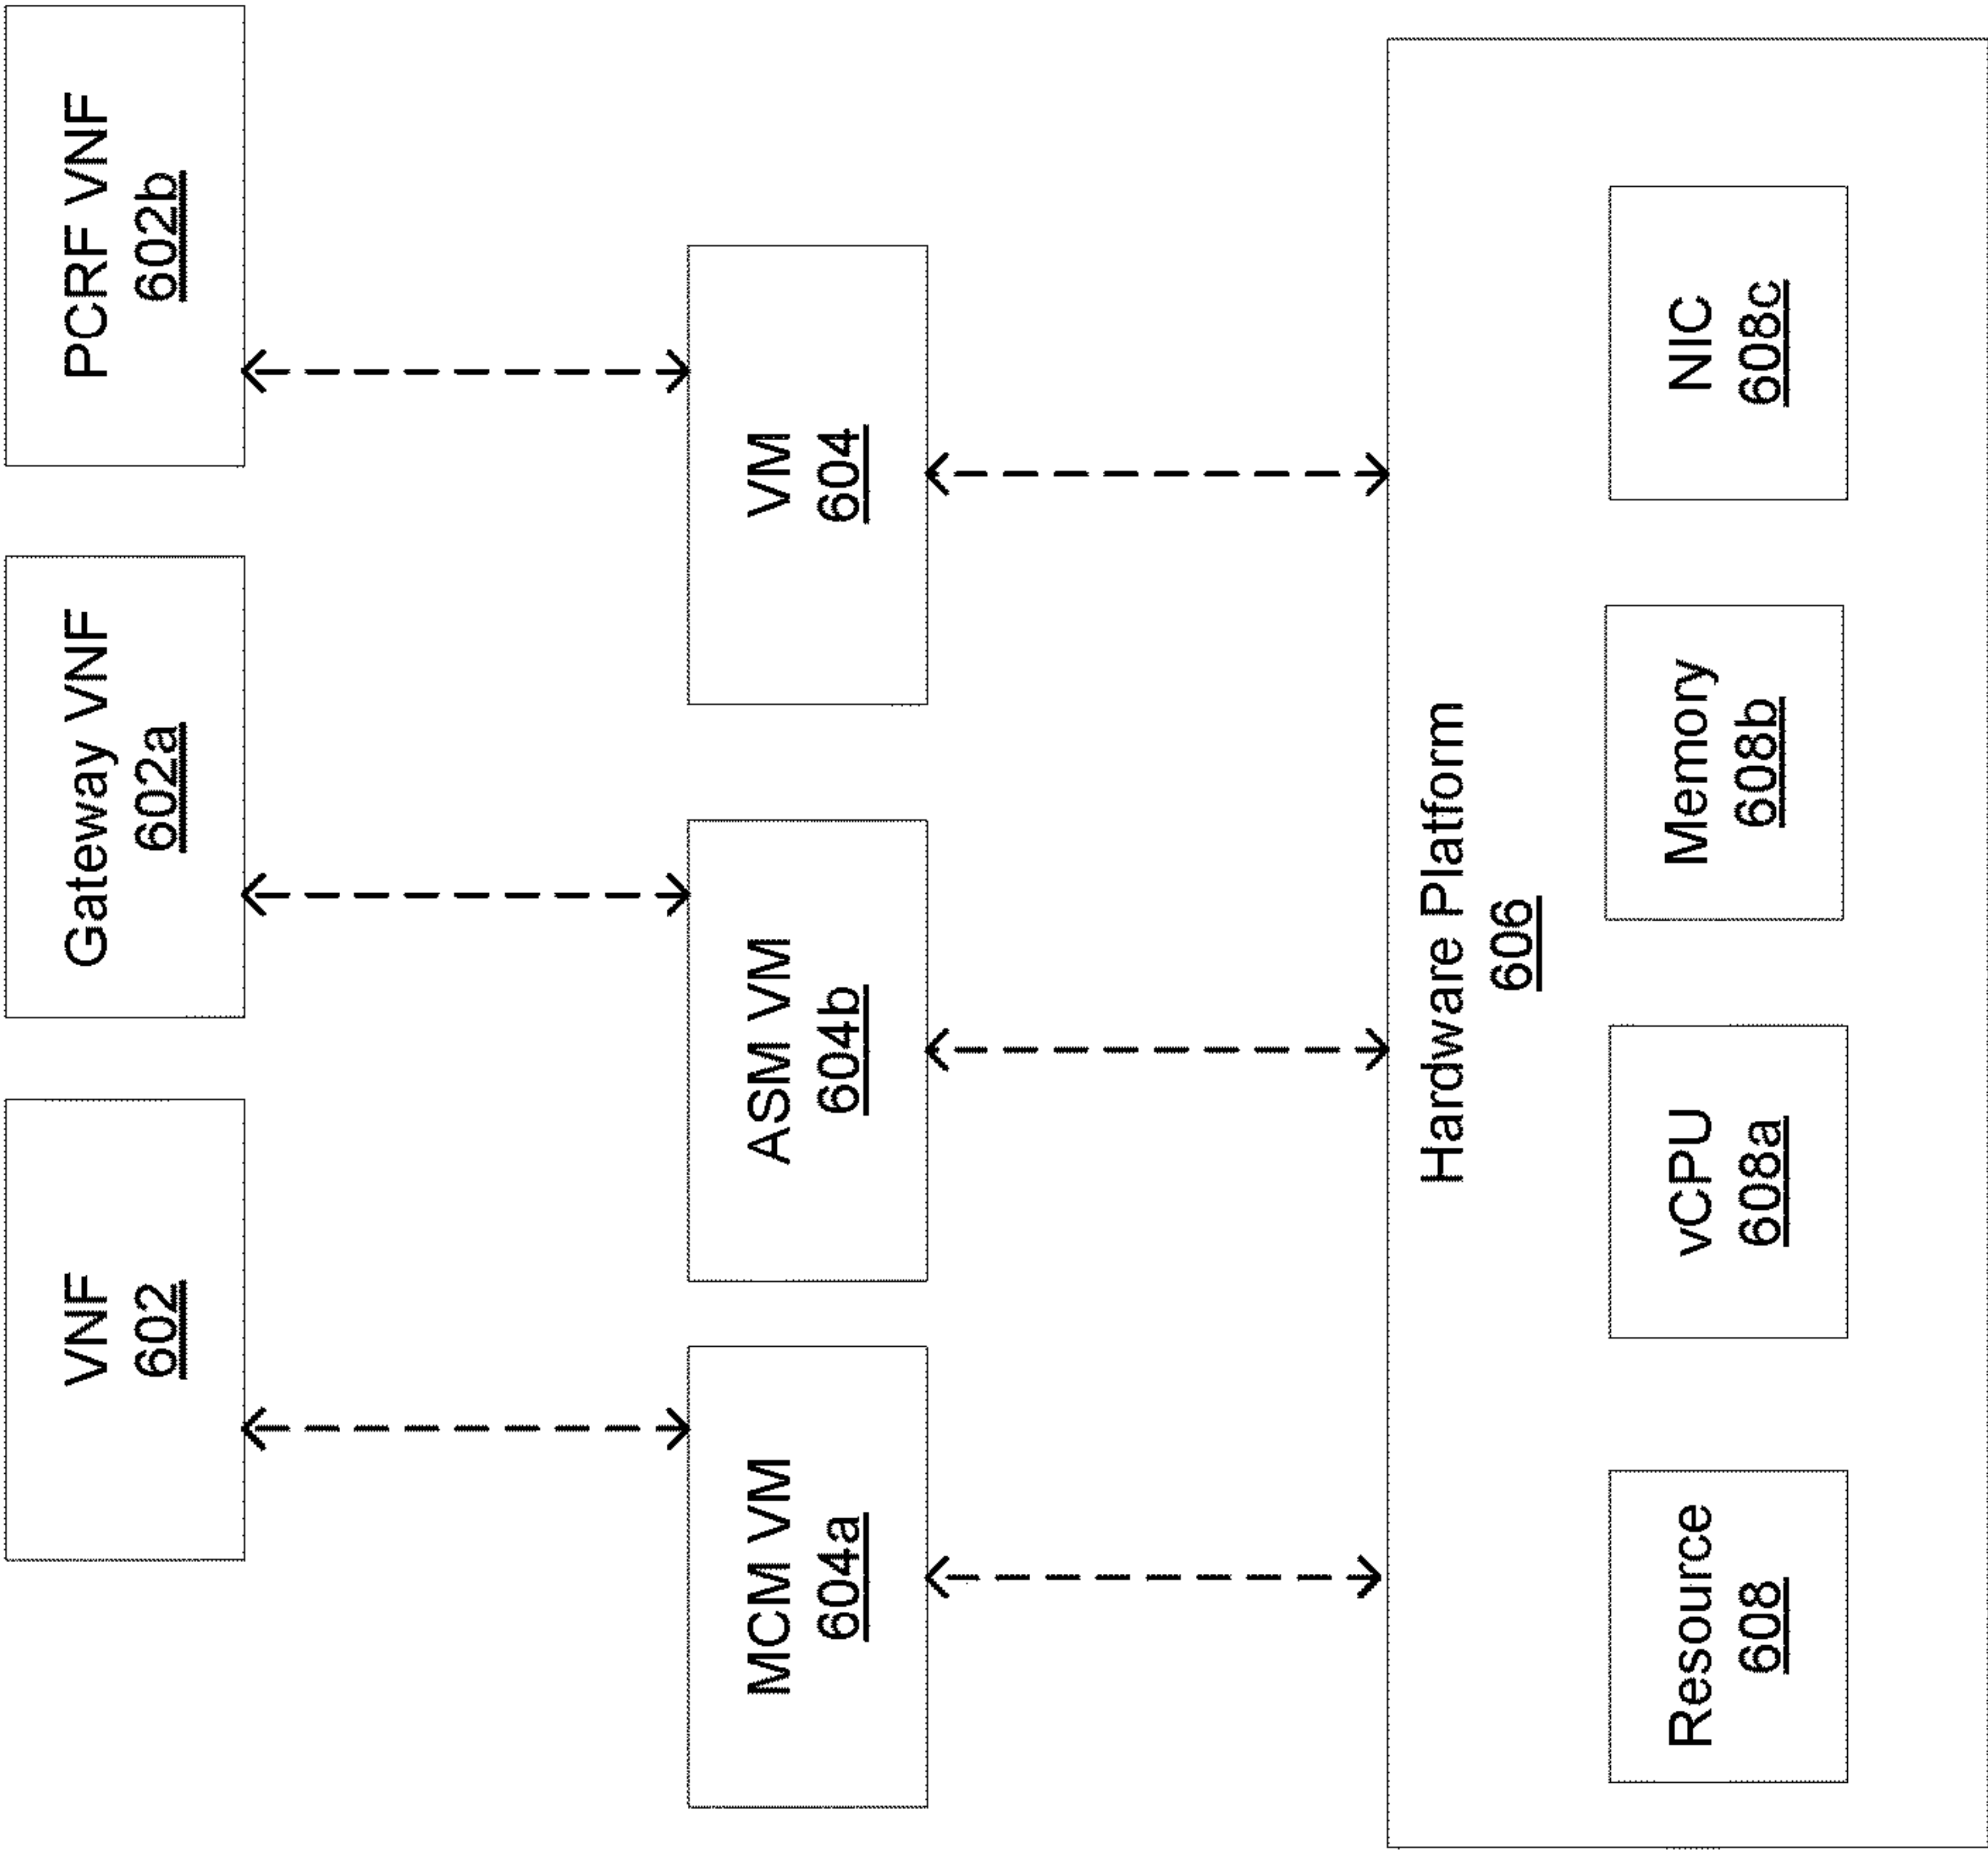 VNF
602
Gateway VNF
602a
PCRF VNF
602b
MCM VM
604a
ASM VM
604b
VM
604
Hardware Platform
606
Resource
608
vCPU
608a
Memory
608b
NIC
608c